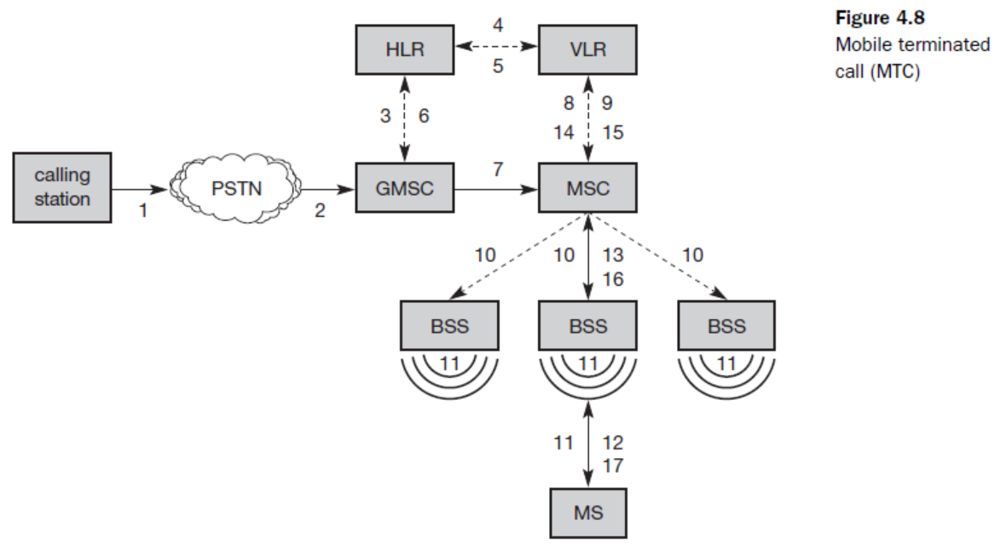 Figure 4.8
Mobile terminated
call (MTC)
4
HLR
VLR
5
3 6
8 9
14 15
calling
station
PSTN
GMSC
7
MSC
1
2
10
10
13
10
16
BSS
BSS
BSS
11
11
11
11
12
17
MS